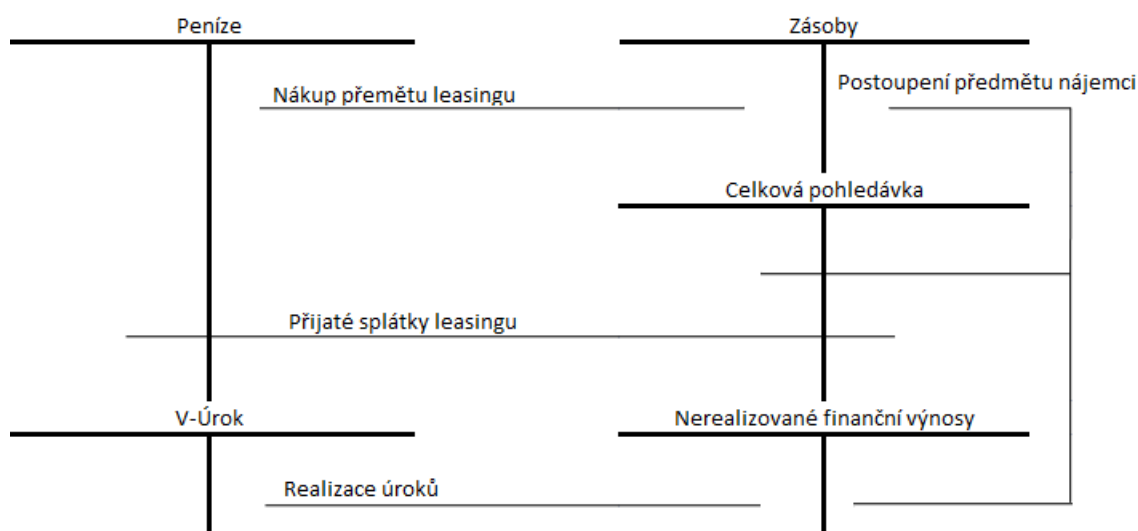 Peníze
Zásoby
Nákup přemětu leasingu
Postoupení předmětu nájemci
Celková pohledávka
Přijaté splátky leasingu
V-Úrok
Nerealizované finanční výnosy
Realizace úroků